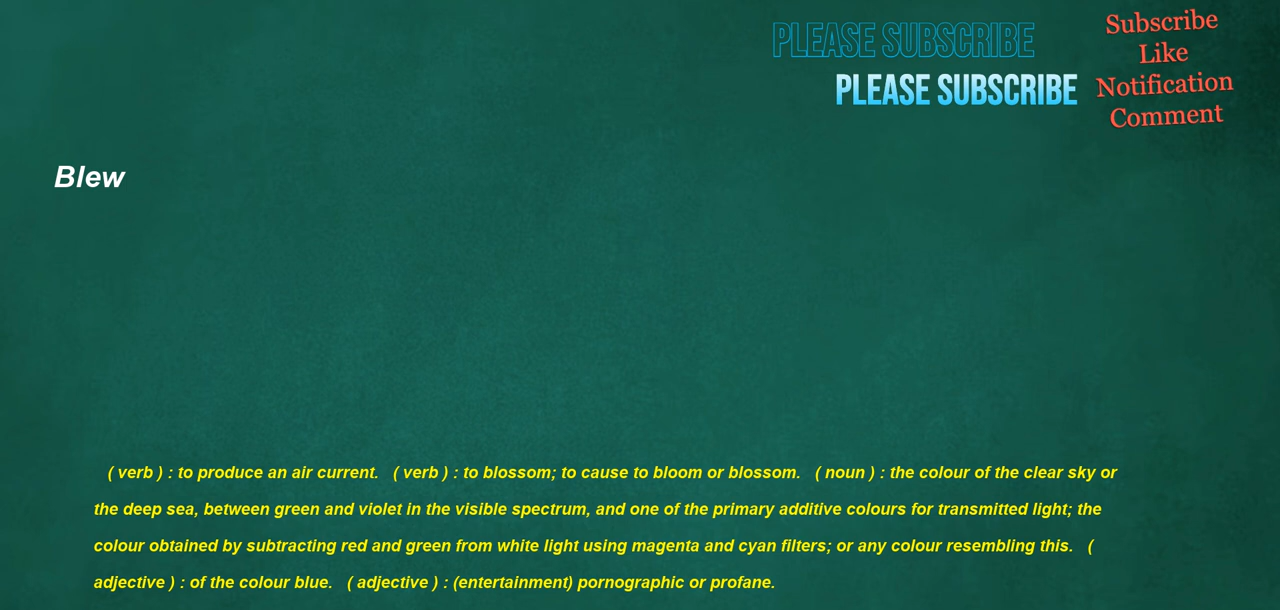 PLEASE SUBSCRIBE
PLEASE SUBSCRIBE
Subscribe
Like
Notification
Comment
Blew
( verb ) : to produce an air current. ( verb ) : to blossom; to cause to bloom or blossom. ( noun ) : the colour of the clear sky or
the deep sea, between green and violet in the visible spectrum, and one of the primary additive colours for transmitted light; the
colour obtained by subtracting red and green from white light using magenta and cyan filters; or any colour resembling this. (
adjective ) : of the colour blue. ( adjective ) : (entertainment) pornographic or profane.